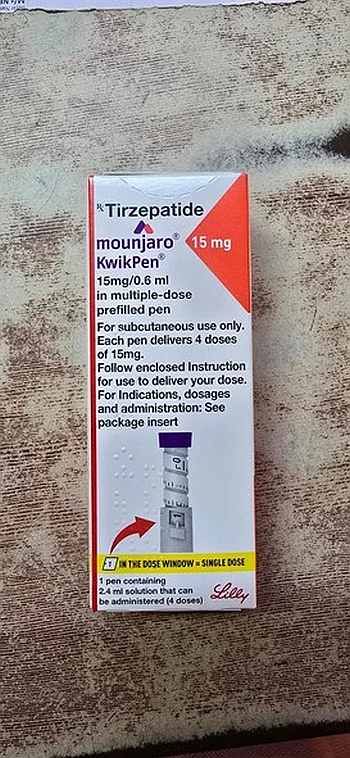 ℞ Tirzepatide
mounjaro®
KwikPen®
15 mg
15mg/0.6 ml
in multiple-dose
prefilled pen
For subcutaneous use only.
Each pen delivers 4 doses
of 15mg.
Follow enclosed Instruction
for use to deliver your dose.
For Indications, dosages
and administration: See
package insert
1 IN THE DOSE WINDOW = SINGLE DOSE
1 pen containing
2.4 ml solution that can
be administered (4 doses)
Lilly